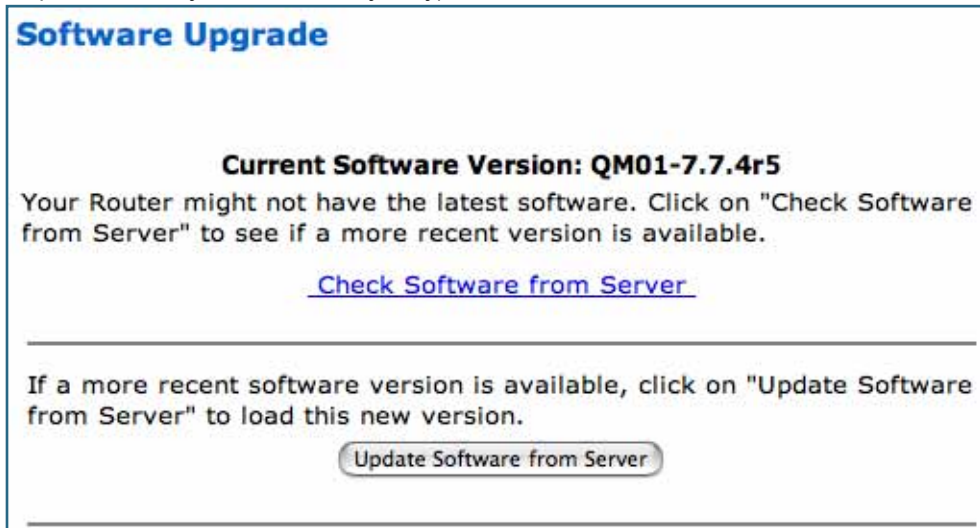 Software Upgrade
Current Software Version: QM01-7.7.4r5
Your Router might not have the latest software. Click on "Check Software
from Server" to see if a more recent version is available.
Check Software from Server
If a more recent software version is available, click on "Update Software
from Server" to load this new version.
Update Software from Server